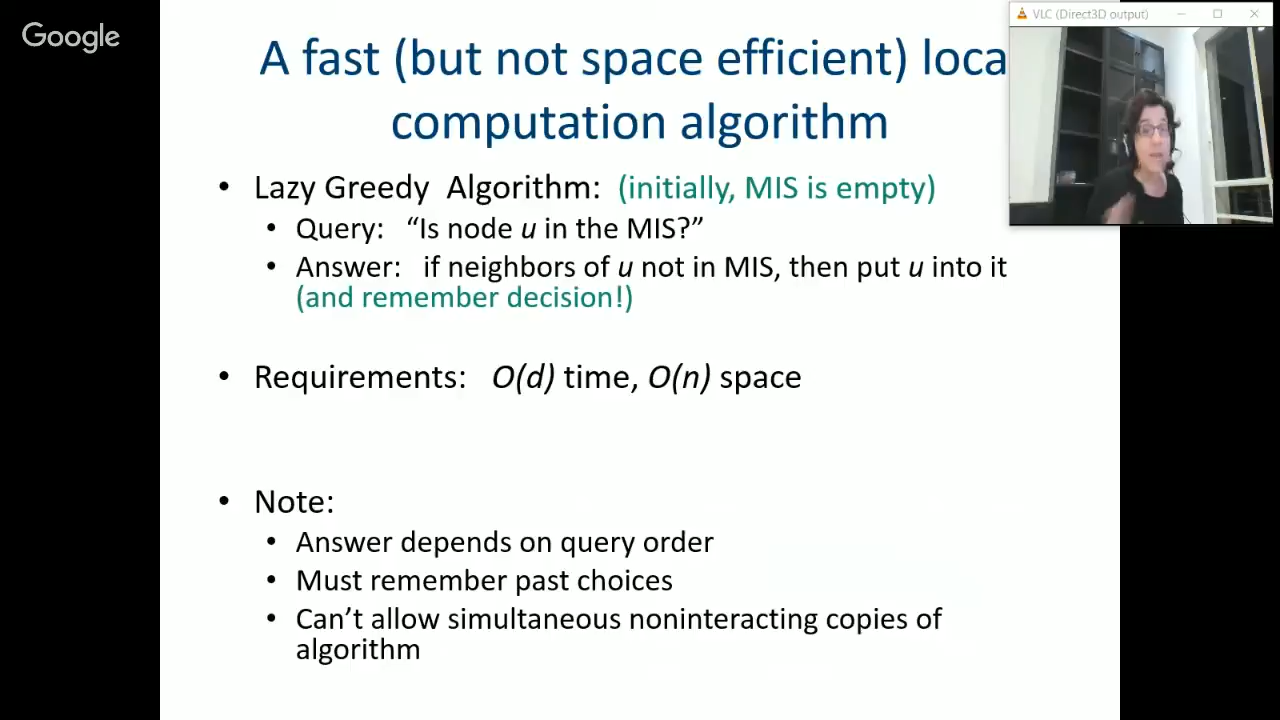 Google
VLC (Direct3D output)
A fast (but not space efficient) loca
computation algorithm
• Lazy Greedy Algorithm: (initially, MIS is empty)
• Query: “Is node u in the MIS?”
• Answer: if neighbors of u not in MIS, then put u into it
(and remember decision!)
• Requirements: O(d) time, O(n) space
• Note:
• Answer depends on query order
• Must remember past choices
• Can’t allow simultaneous noninteracting copies of
algorithm